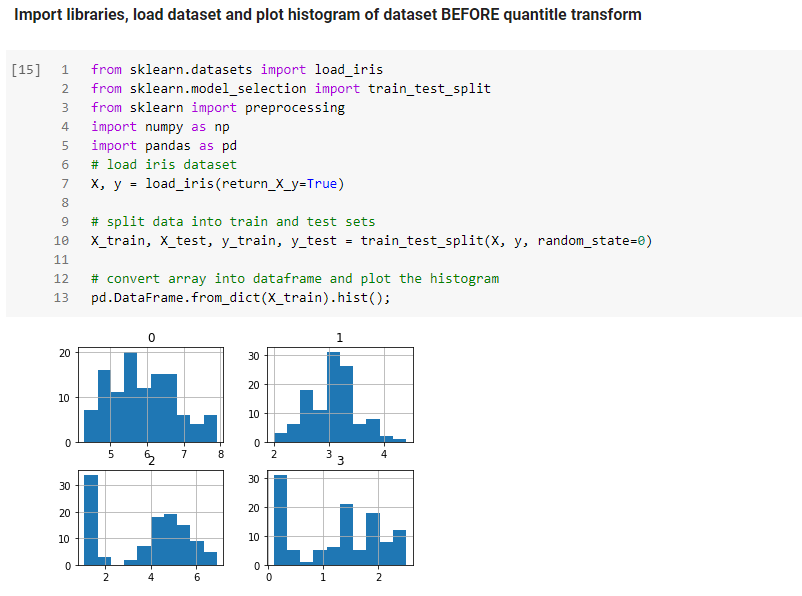 Import libraries, load dataset and plot histogram of dataset BEFORE quantitle transform
[15] 1 from sklearn.datasets import load_iris
2 from sklearn.model_selection import train_test_split
3 from sklearn import preprocessing
4 import numpy as np
5 import pandas as pd
6 # load iris dataset
7 X, y = load_iris(return_X_y=True)
8
9 # split data into train and test sets
10 X_train, X_test, y_train, y_test = train_test_split(X, y, random_state=0)
11
12 # convert array into dataframe and plot the histogram
13 pd.DataFrame.from_dict(X_train).hist();
0
20
10
0
5 6 7 8
1
30
20
10
0
2 3 4
2
30
20
10
0
2 4 6
3
30
20
10
0
0 1 2